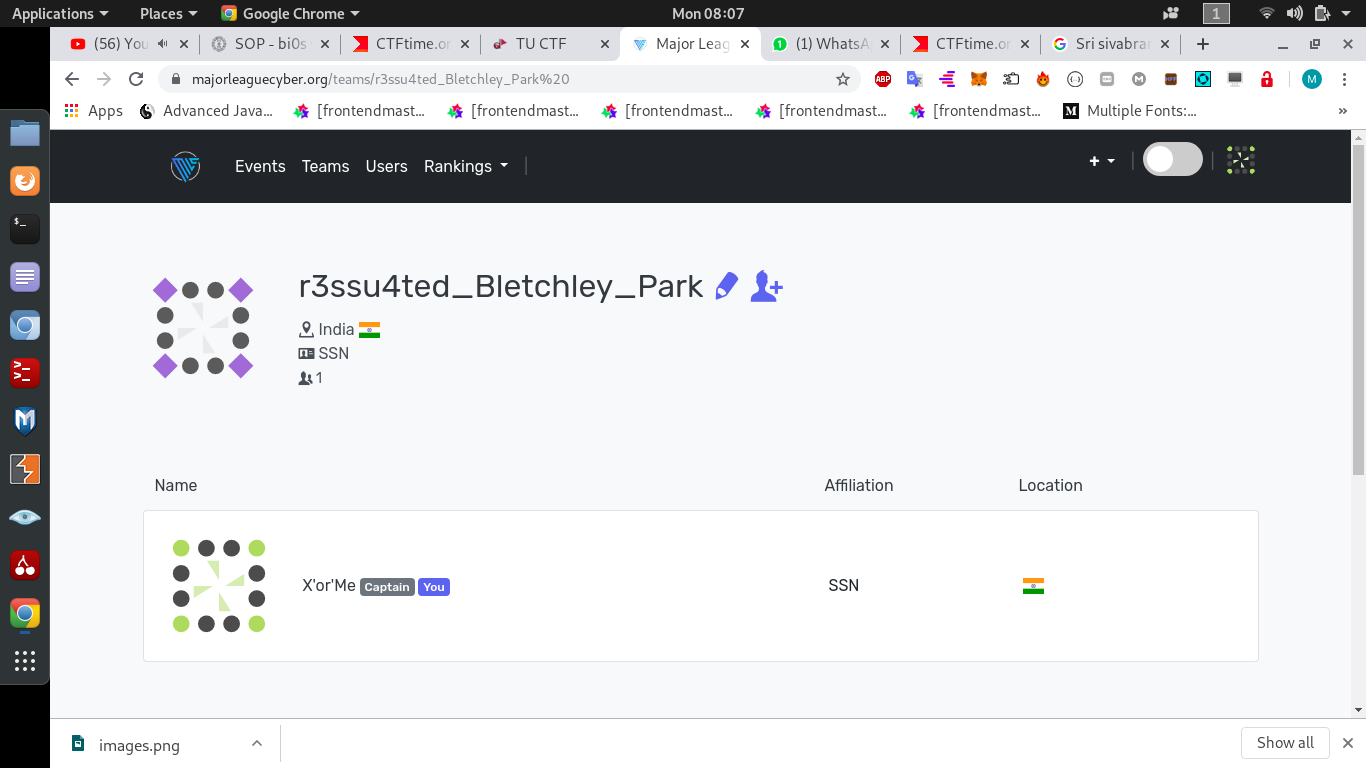 Applications Places Google Chrome Mon 08:07 1
(56) You SOP - bi0s CTFtime.or TU CTF Major Leag (1) WhatsA CTFtime.or Sri sivabrar
majorleaguecyber.org/teams/r3ssu4ted_Bletchley_Park%20 ABP M
Apps Advanced Java... [frontendmast... [frontendmast... [frontendmast... [frontendmast... [frontendmast... Multiple Fonts:... »
Events Teams Users Rankings +
r3ssu4ted_Bletchley_Park
India
SSN
1
Name Affiliation Location
X'or'Me Captain You SSN
images.png Show all